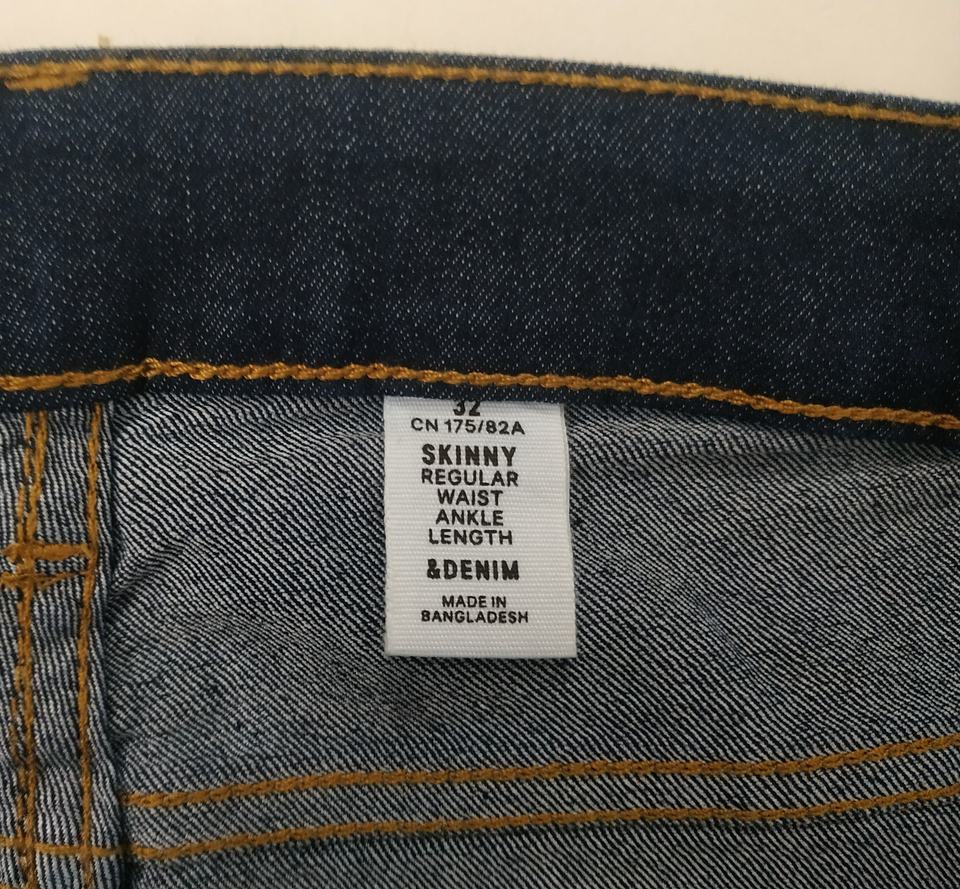 32
CN 175/82A
SKINNY
REGULAR
WAIST
ANKLE
LENGTH
&DENIM
MADE IN
BANGLADESH